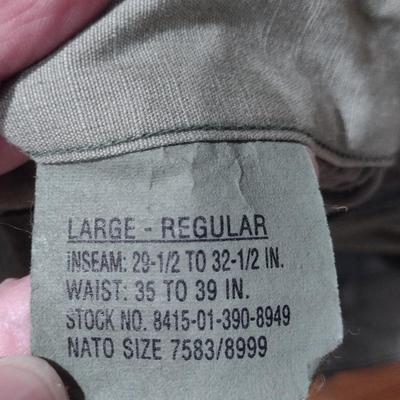 LARGE - REGULAR
INSEAM: 29-1/2 TO 32-1/2 IN.
WAIST: 35 TO 39 IN.
STOCK NO. 8415-01-390-8949
NATO SIZE 7583/8999